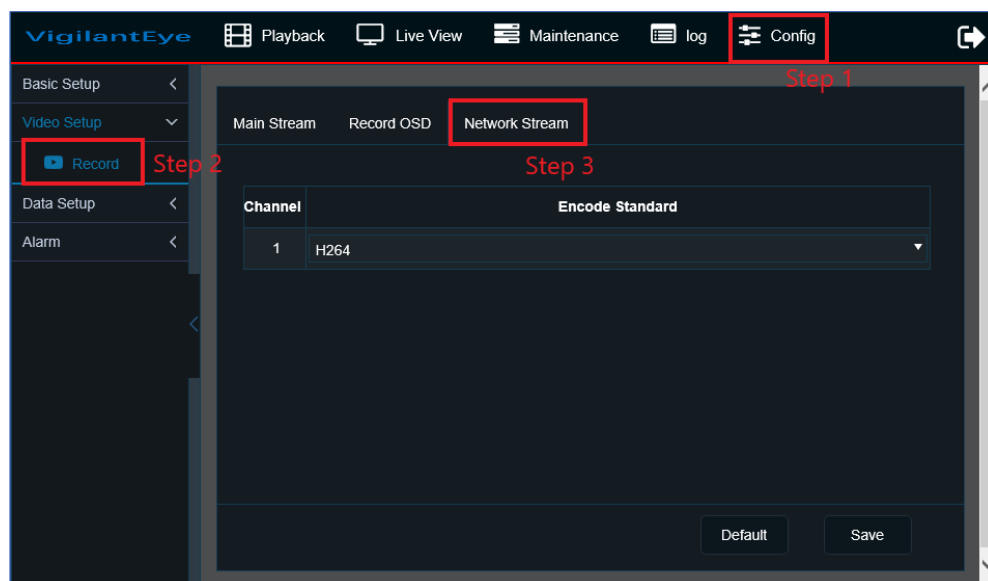 VigilantEye Playback Live View Maintenance log Config
Step 1
Basic Setup
Video Setup
Record
Step 2
Data Setup
Alarm
Main Stream Record OSD Network Stream
Step 3
Channel Encode Standard
1 H264
Default Save